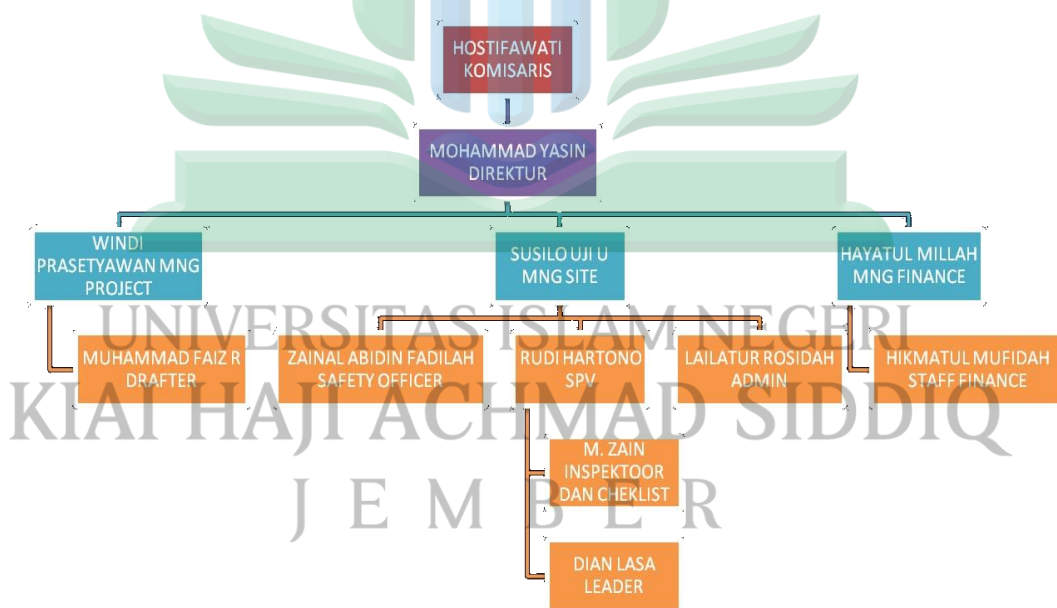 HOSTIFAWATI
KOMISARIS
MOHAMMAD YASIN
DIREKTUR
WINDI
PRASETYAWAN MNG
PROJECT
SUSILO UJI U
MNG SITE
HAYATUL MILLAH
MNG FINANCE
UNIVERSITAS ISLAM NEGERI
MUHAMMAD FAIZ R
DRAFTER
ZAINAL ABIDIN FADILAH
SAFETY OFFICER
RUDI HARTONO
SPV
LAILATUR ROSIDAH
ADMIN
HIKMATUL MUFIDAH
STAFF FINANCE
KIAI HAJI ACHMAD SIDDIQ
M. ZAIN
INSPEKTOOR
DAN CHEKLIST
JEMBER
DIAN LASA
LEADER